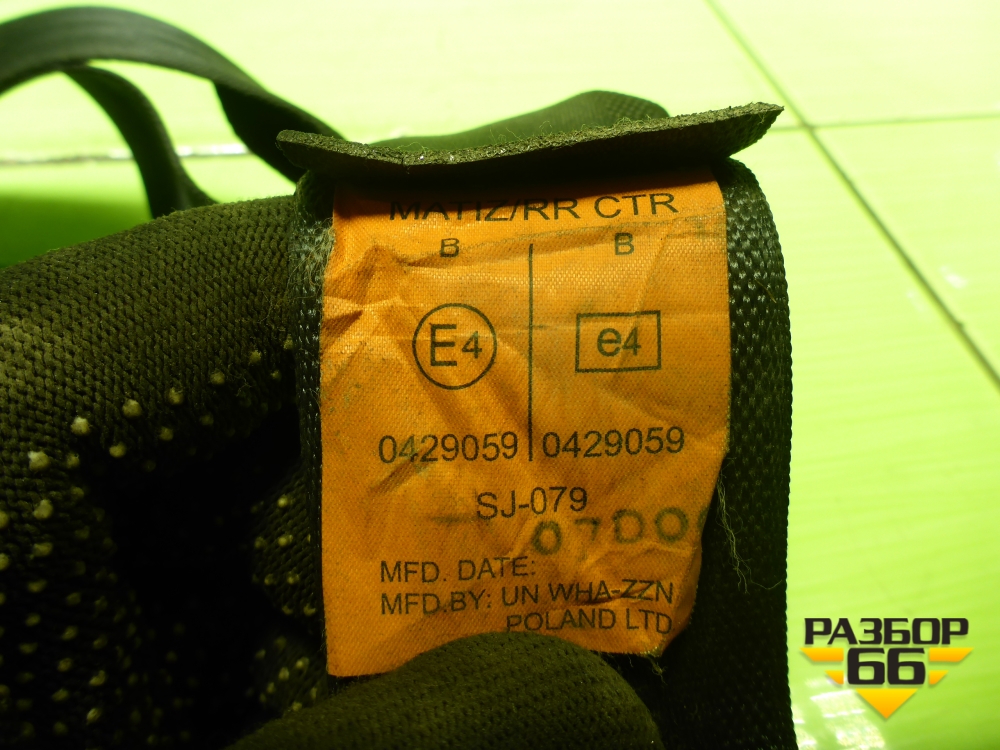 MATIZ/RR CTR
B B
E4 e4
0429059 0429059
SJ-079
MFD. DATE:
MFD.BY: UN WHA-ZZN
POLAND LTD
РАЗБОР
66